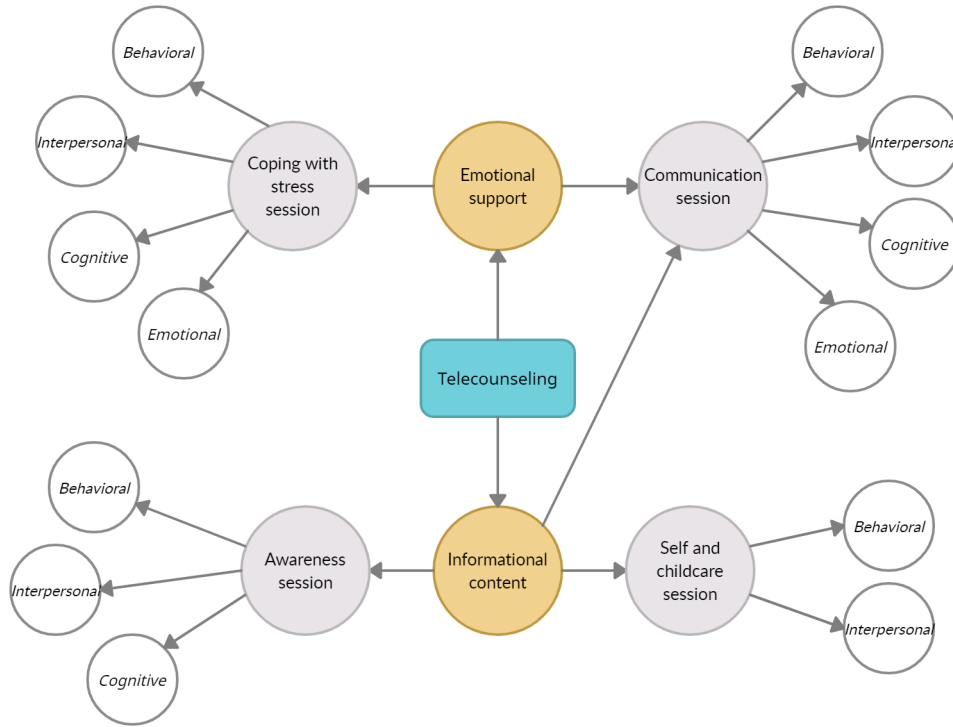 Behavioral
Interpersonal
Cognitive
Emotional
Coping with
stress
session
Emotional
support
Communication
session
Behavioral
Interpersonal
Cognitive
Emotional
Telecounseling
Behavioral
Interpersonal
Cognitive
Awareness
session
Informational
content
Self and
childcare
session
Behavioral
Interpersonal